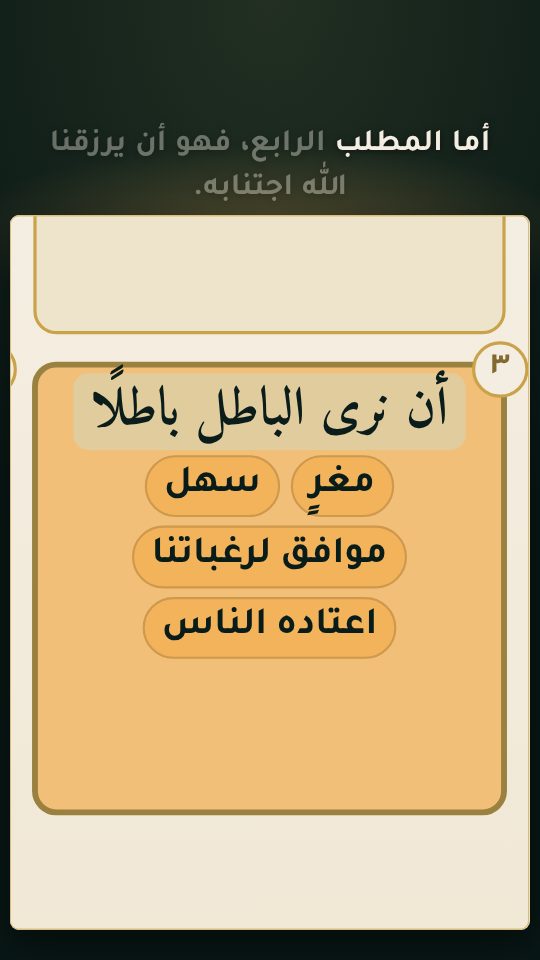 أما المطلب الرابع، فهو أن يرزقنا
الله اجتنابه.
٣
أن نرى الباطل باطلًا
مغرٍ سهل
موافق لرغباتنا
اعتاده الناس